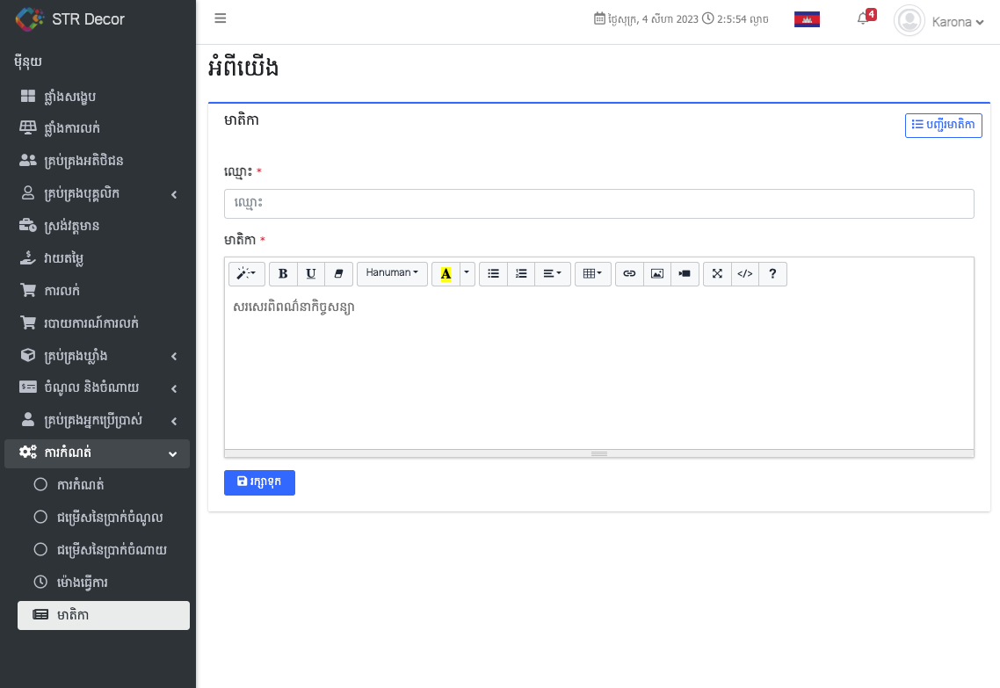 STR Decor
ថ្ងៃសុក្រ, 4 សីហា 2023 2:5:54 ល្ងាច
4
Karona
ម៉ីនុយ
ផ្ទាំងសង្ខេប
ផ្ទាំងការលក់
គ្រប់គ្រងអតិថិជន
គ្រប់គ្រងបុគ្គលិក
ស្រង់វត្តមាន
វាយតម្លៃ
ការលក់
របាយការណ៍ការលក់
គ្រប់គ្រងឃ្លាំង
ចំណូល និងចំណាយ
គ្រប់គ្រងអ្នកប្រើប្រាស់
ការកំណត់
ការកំណត់
ជម្រើសនៃប្រាក់ចំណូល
ជម្រើសនៃប្រាក់ចំណាយ
ម៉ោងធ្វើការ
មាតិកា
អំពីយើង
មាតិកា
បញ្ជីរមាតិកា
ឈ្មោះ *
ឈ្មោះ
មាតិកា *
B U Hanuman A </> ?
សរសេរពិពណ៌នាកិច្ចសន្យា
រក្សាទុក